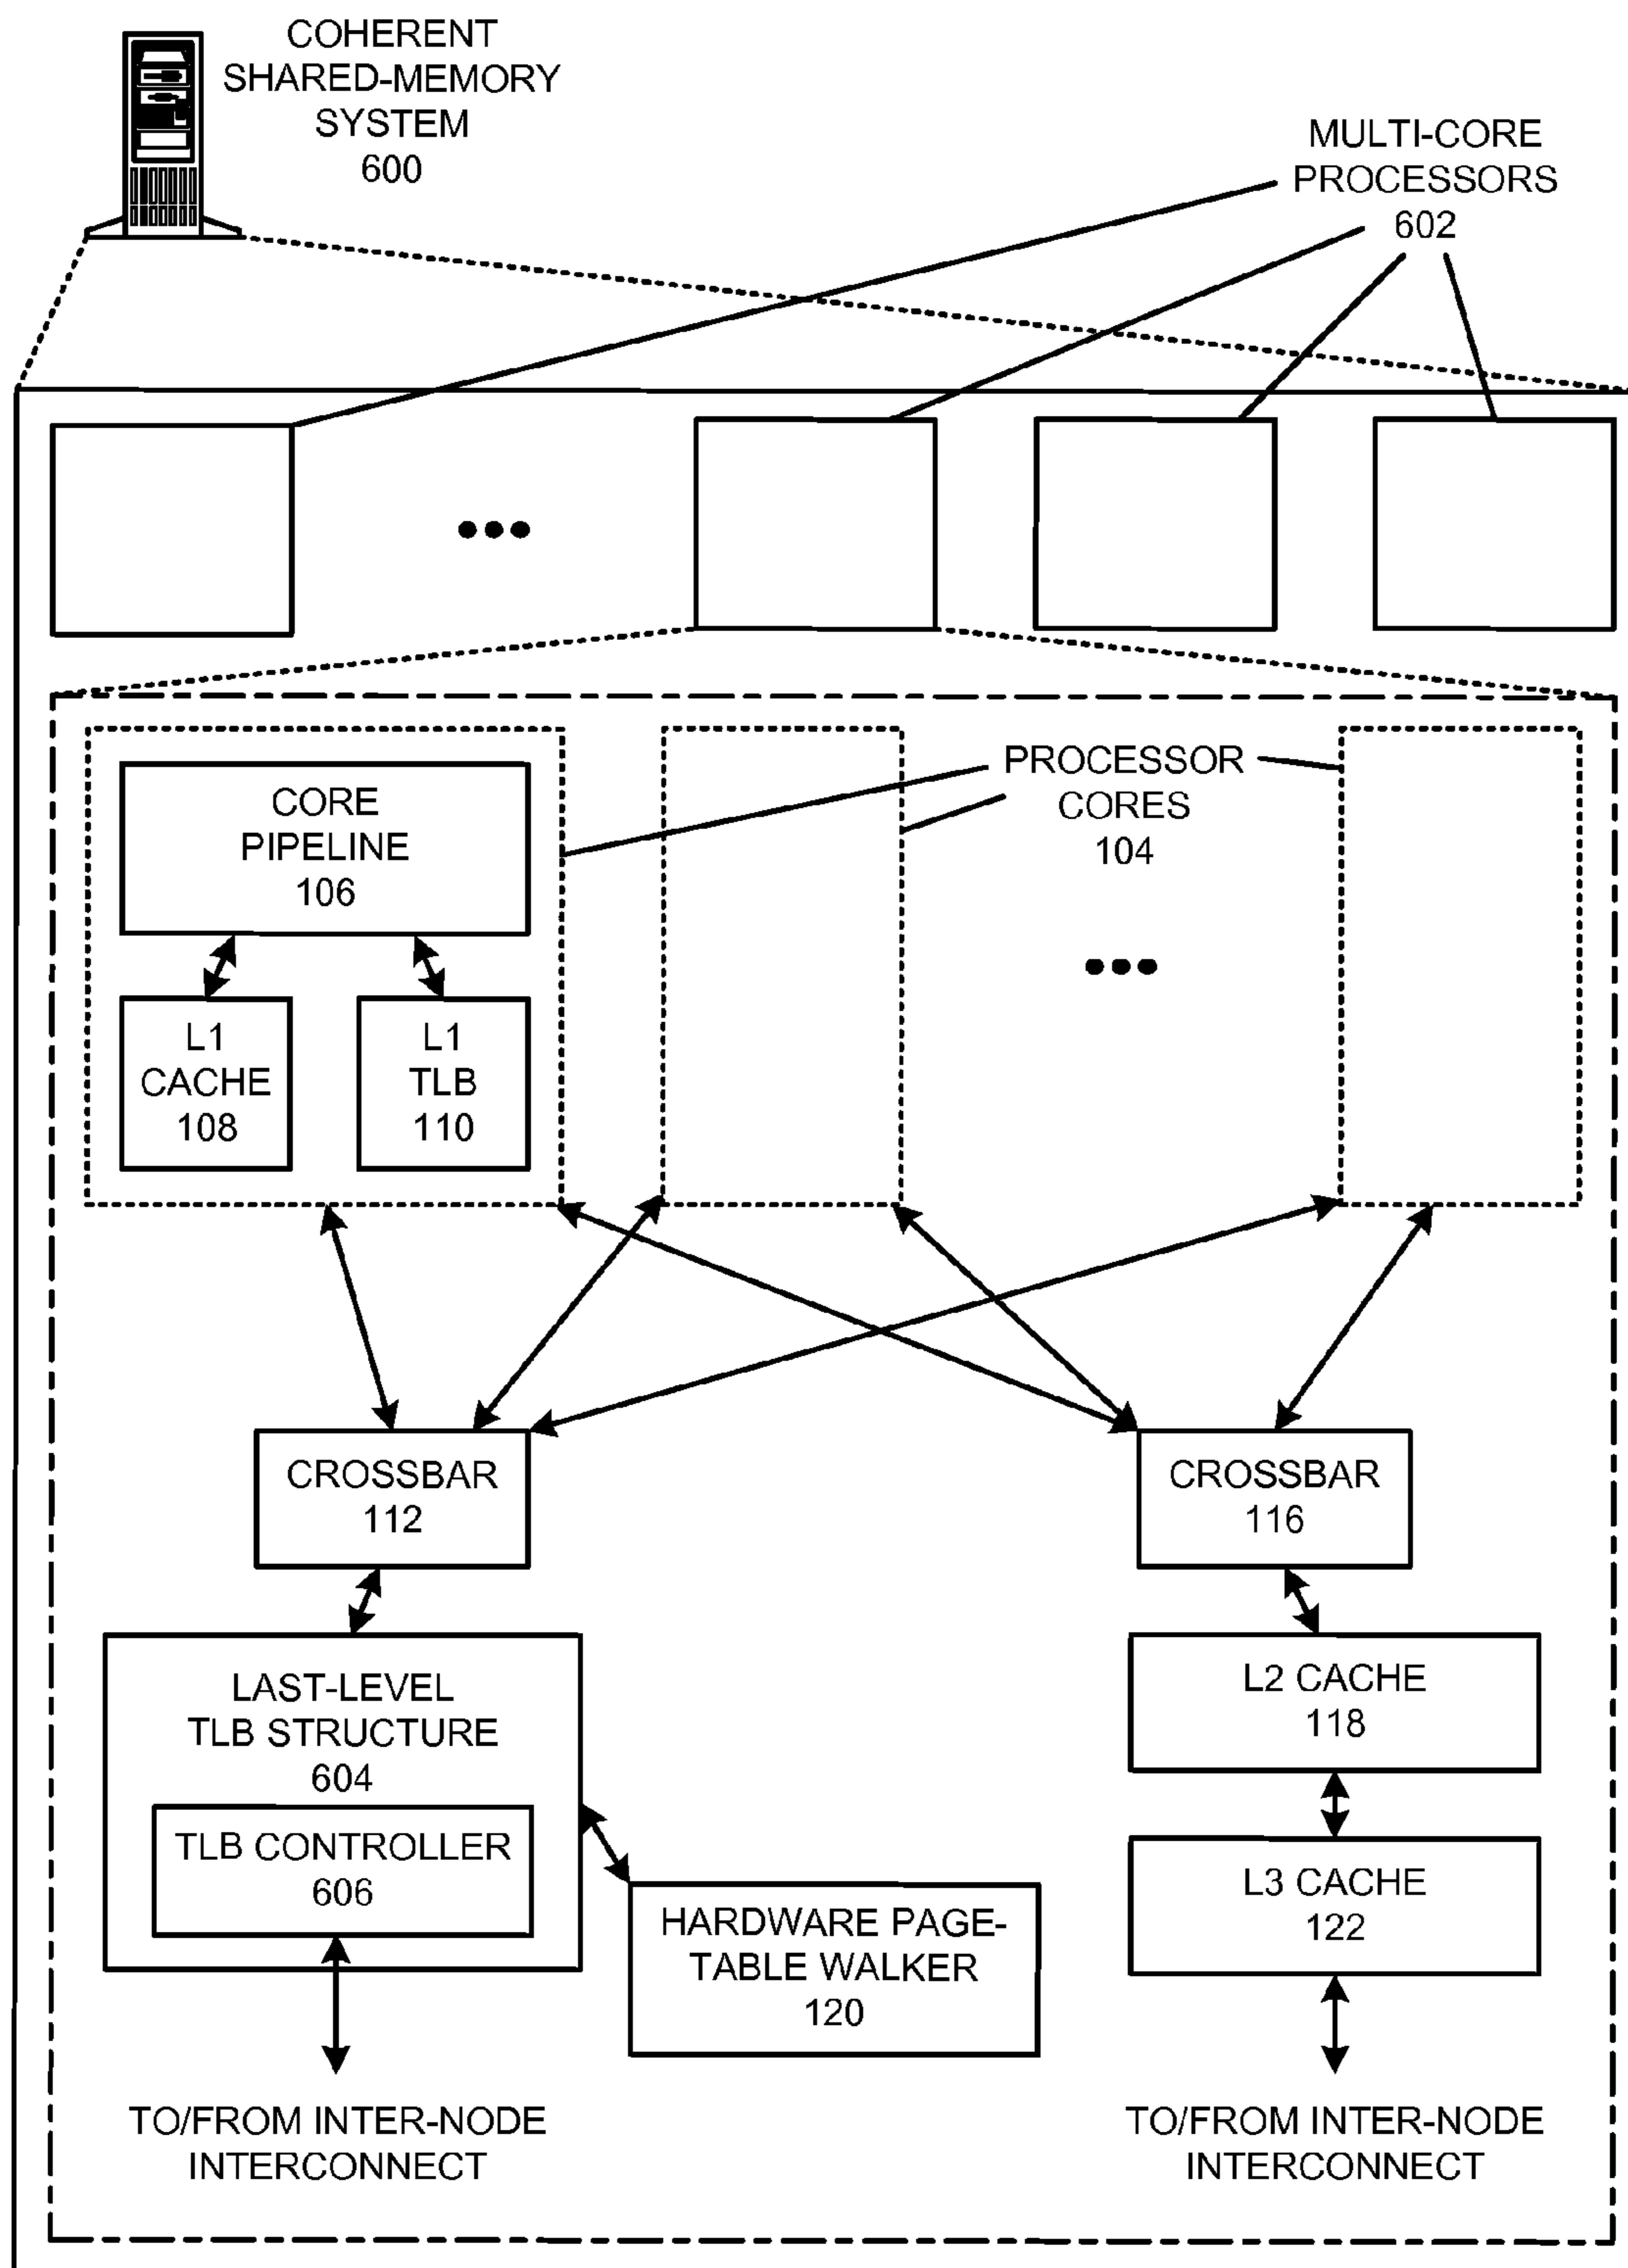 COHERENT
SHARED-MEMORY
SYSTEM
600
MULTI-CORE
PROCESSORS
602
PROCESSOR
CORES
104
CORE
PIPELINE
106
L1
CACHE
108
L1
TLB
110
CROSSBAR
112
CROSSBAR
116
LAST-LEVEL
TLB STRUCTURE
604
TLB CONTROLLER
606
HARDWARE PAGE-
TABLE WALKER
120
L2 CACHE
118
L3 CACHE
122
TO/FROM INTER-NODE
INTERCONNECT
TO/FROM INTER-NODE
INTERCONNECT